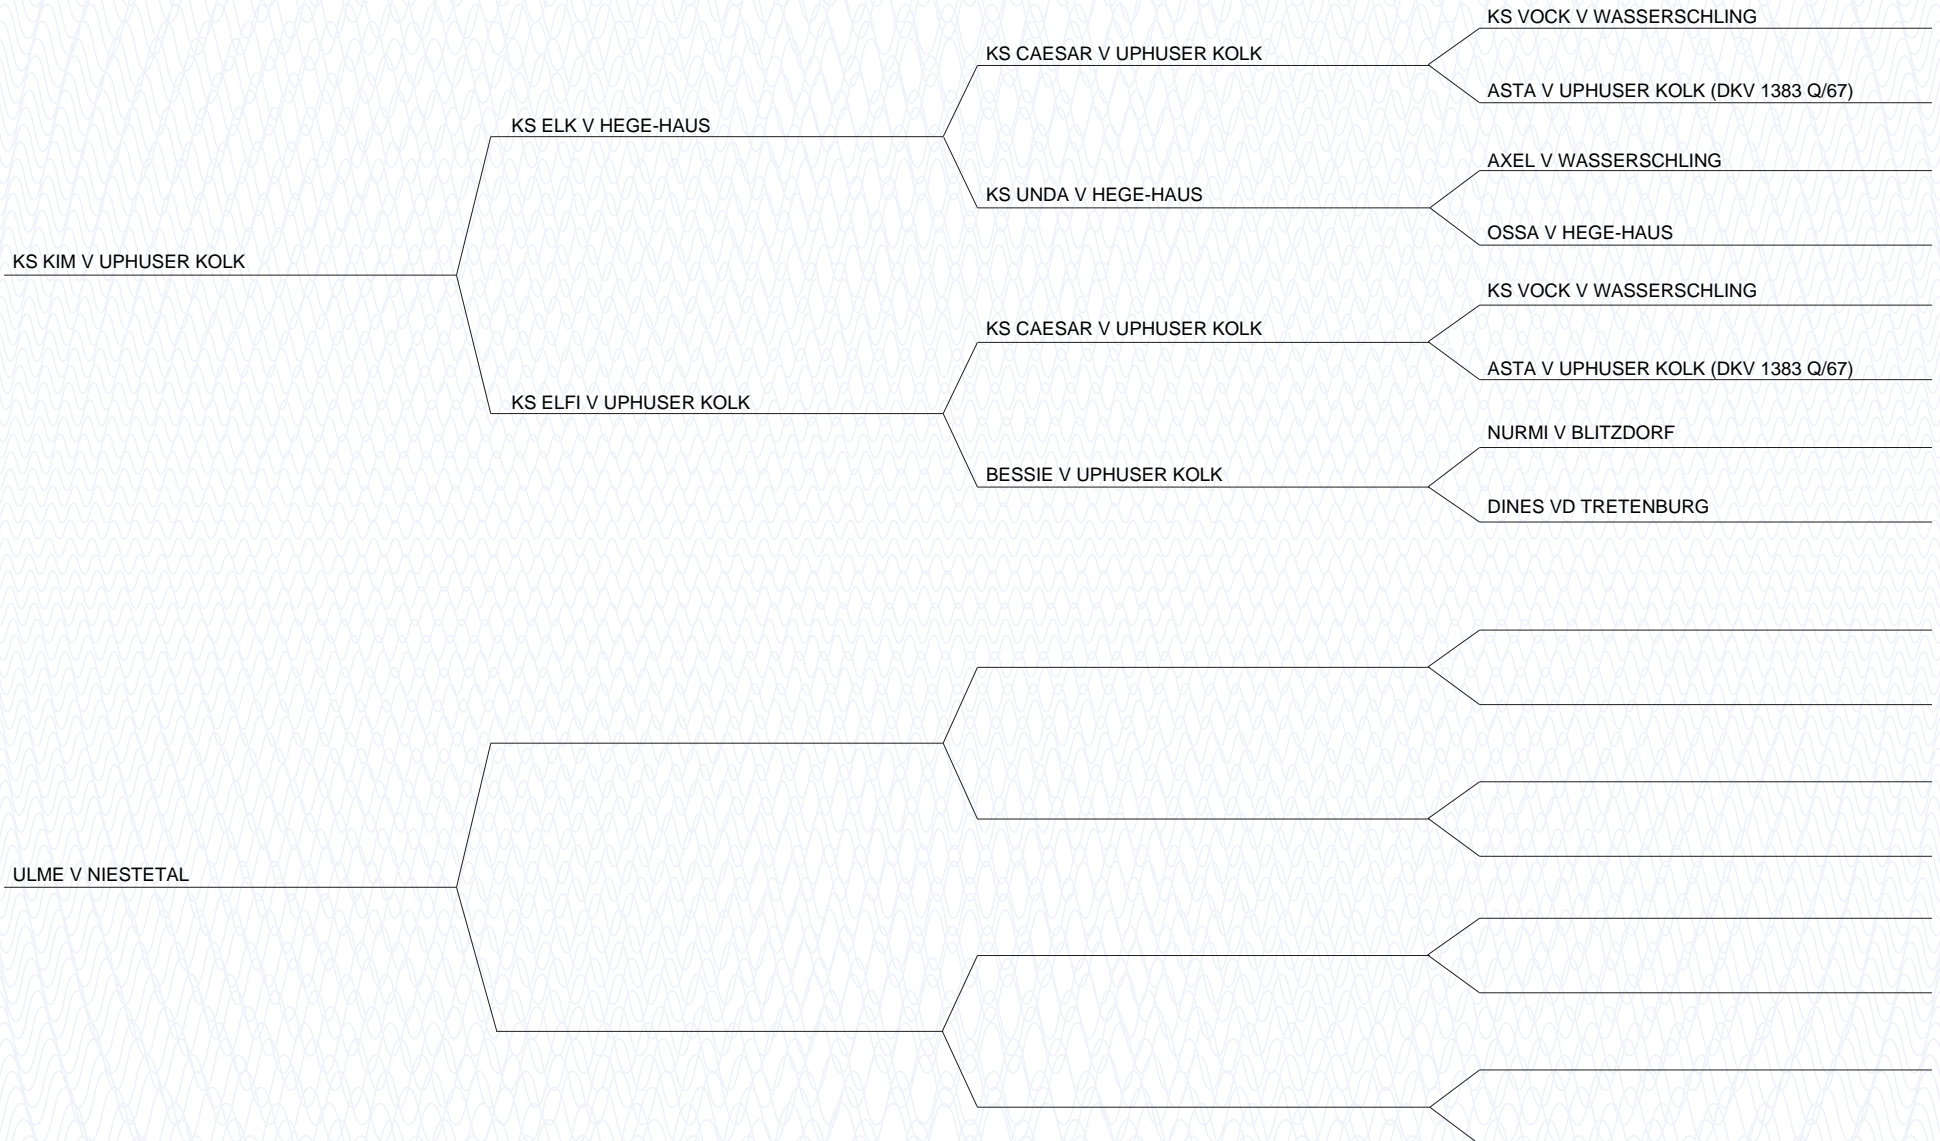 KS VOCK V WASSERSCHLING
KS CAESAR V UPHUSER KOLK
ASTA V UPHUSER KOLK (DKV 1383 Q/67)
KS ELK V HEGE-HAUS
AXEL V WASSERSCHLING
KS UNDA V HEGE-HAUS
OSSA V HEGE-HAUS
KS KIM V UPHUSER KOLK
KS VOCK V WASSERSCHLING
KS CAESAR V UPHUSER KOLK
ASTA V UPHUSER KOLK (DKV 1383 Q/67)
KS ELFI V UPHUSER KOLK
NURMI V BLITZDORF
BESSIE V UPHUSER KOLK
DINES VD TRETENBURG
ULME V NIESTETAL